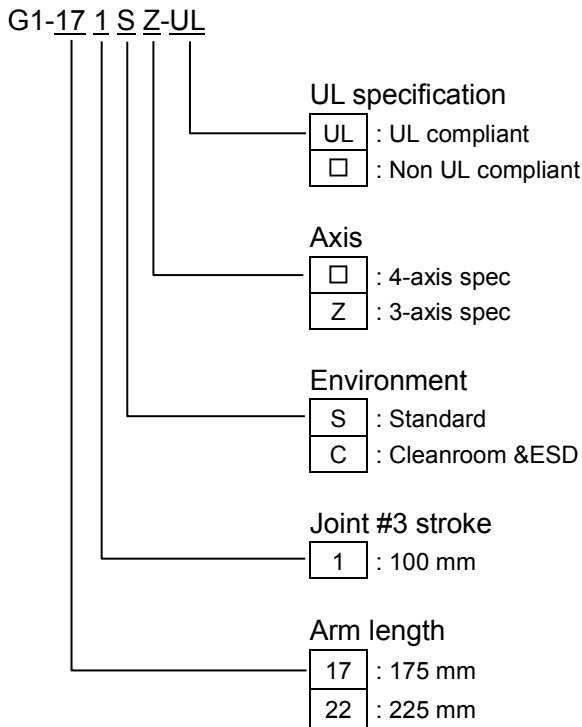 G1-17 1 S Z-UL
UL specification
UL : UL compliant
□ : Non UL compliant
Axis
□ : 4-axis spec
Z : 3-axis spec
Environment
S : Standard
C : Cleanroom &ESD
Joint #3 stroke
1 : 100 mm
Arm length
17 : 175 mm
22 : 225 mm